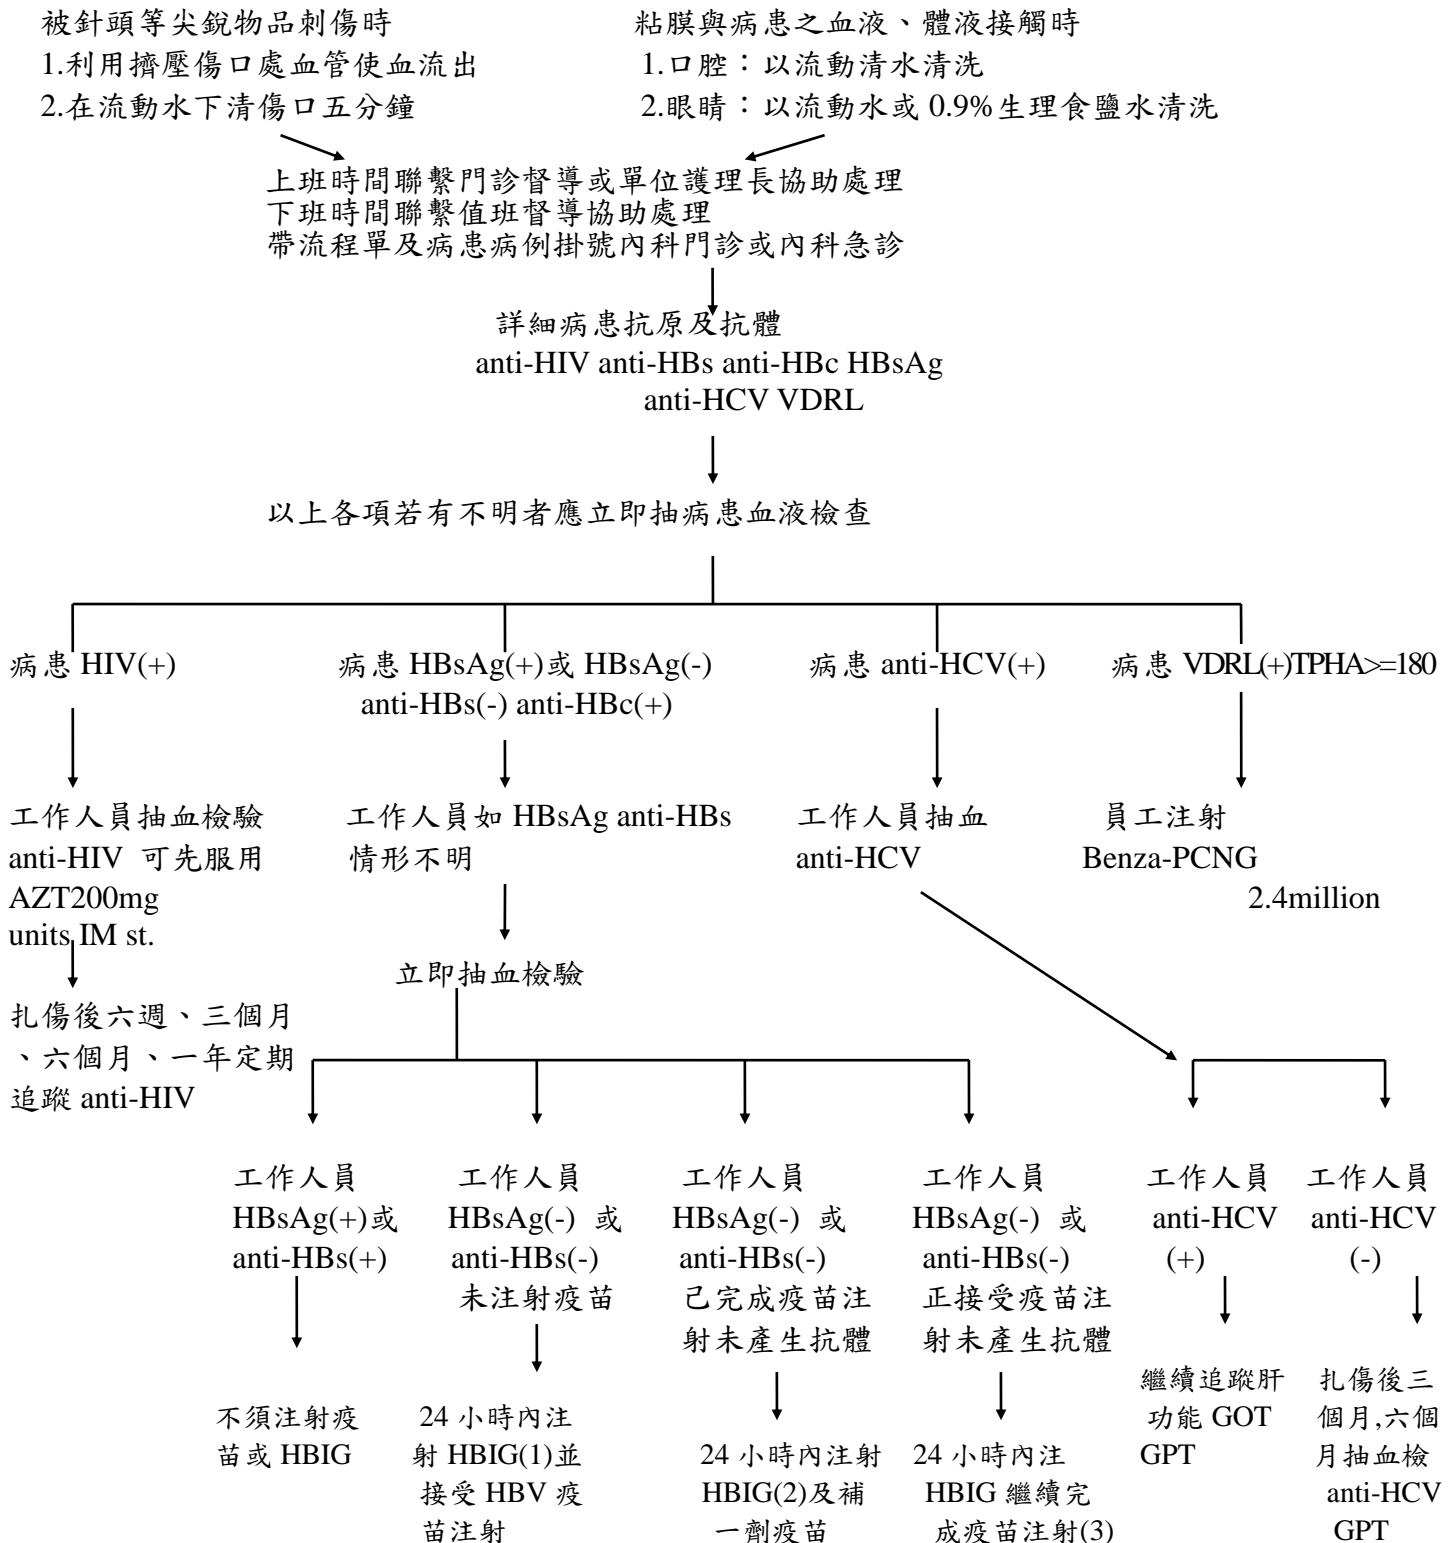 被針頭等尖銳物品刺傷時
1.利用擠壓傷口處血管使血流出
2.在流動水下清傷口五分鐘
粘膜與病患之血液、體液接觸時
1.口腔：以流動清水清洗
2.眼睛：以流動水或 0.9%生理食鹽水清洗
上班時間聯繫門診督導或單位護理長協助處理
下班時間聯繫值班督導協助處理
帶流程單及病患病例掛號內科門診或內科急診
詳細病患抗原及抗體
anti-HIV anti-HBs anti-HBc HBsAg
anti-HCV VDRL
以上各項若有不明者應立即抽病患血液檢查
病患 HIV(+)
病患 HBsAg(+)或 HBsAg(-)
anti-HBs(-) anti-HBc(+)
病患 anti-HCV(+)
病患 VDRL(+)TPHA>=180
工作人員抽血檢驗
anti-HIV 可先服用
AZT200mg
units IM st.
工作人員如 HBsAg anti-HBs
情形不明
工作人員抽血
anti-HCV
員工注射
Benza-PCNG
2.4million
立即抽血檢驗
扎傷後六週、三個月
、六個月、一年定期
追蹤 anti-HIV
工作人員
HBsAg(+)或
anti-HBs(+)
工作人員
HBsAg(-) 或
anti-HBs(-)
未注射疫苗
工作人員
HBsAg(-) 或
anti-HBs(-)
己完成疫苗注
射未產生抗體
工作人員
HBsAg(-) 或
anti-HBs(-)
正接受疫苗注
射未產生抗體
工作人員
anti-HCV
(+)
工作人員
anti-HCV
(-)
不須注射疫
苗或 HBIG
24 小時內注
射 HBIG(1)並
接受 HBV 疫
苗注射
24 小時內注射
HBIG(2)及補
一劑疫苗
24 小時內注
HBIG 繼續完
成疫苗注射(3)
繼續追蹤肝
功能 GOT
GPT
扎傷後三
個月,六個
月抽血檢
anti-HCV
GPT